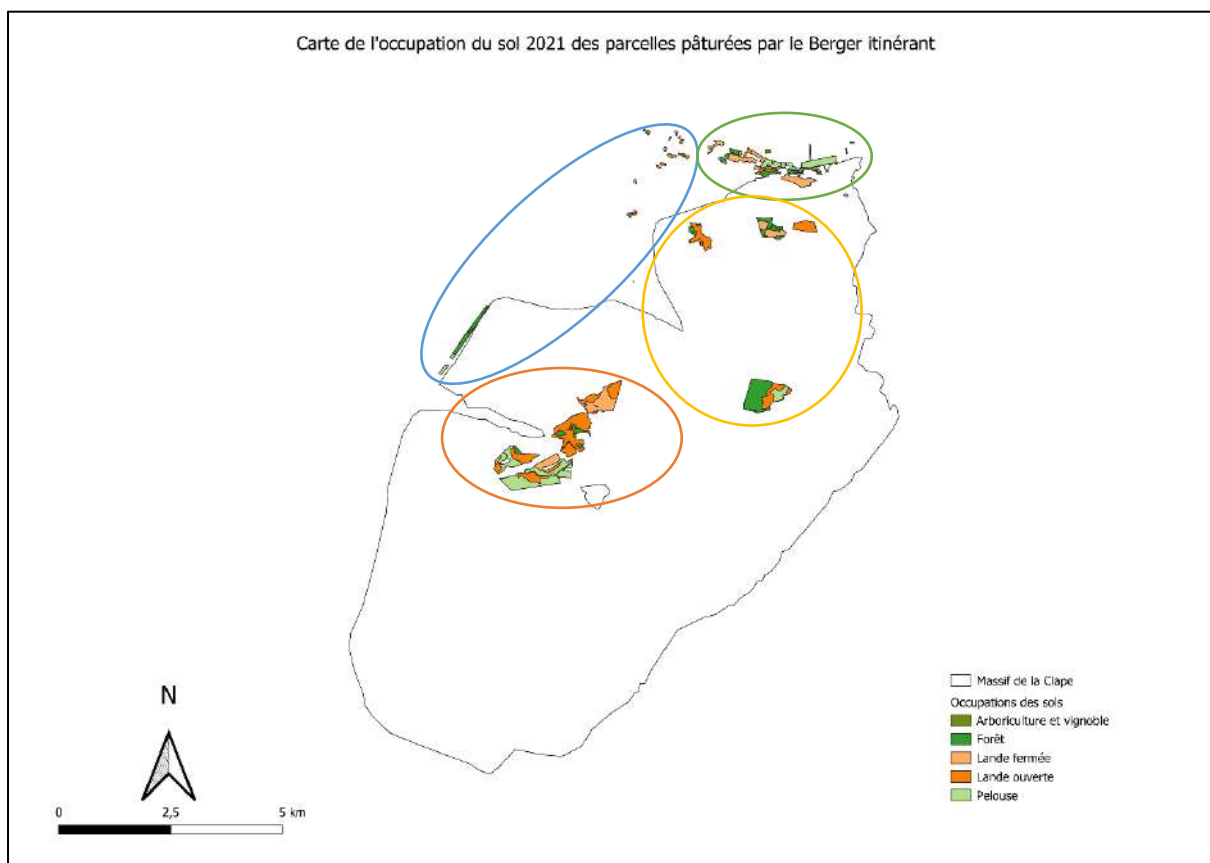 Carte de l'occupation du sol 2021 des parcelles pâturées par le Berger itinérant
N
0 2,5 5 km
Massif de la Clape
Occupations des sols
Arboriculture et vignoble
Forêt
Lande fermée
Lande ouverte
Pelouse